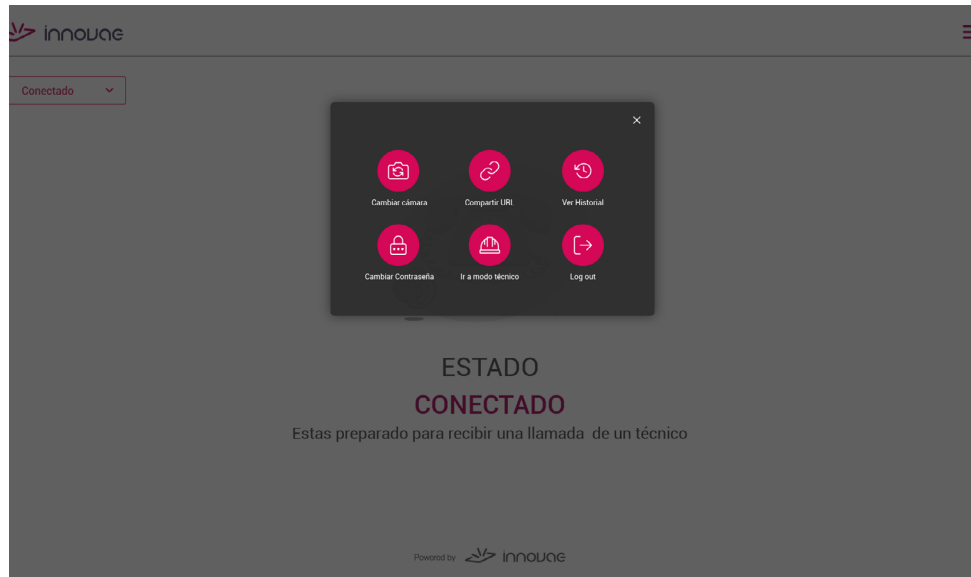 innovae
Conectado
Cambiar cámara
Compartir URL
Ver Historial
Cambiar Contraseña
Ir a modo técnico
Log out
ESTADO
CONECTADO
Estas preparado para recibir una llamada de un técnico
Powered by innovae